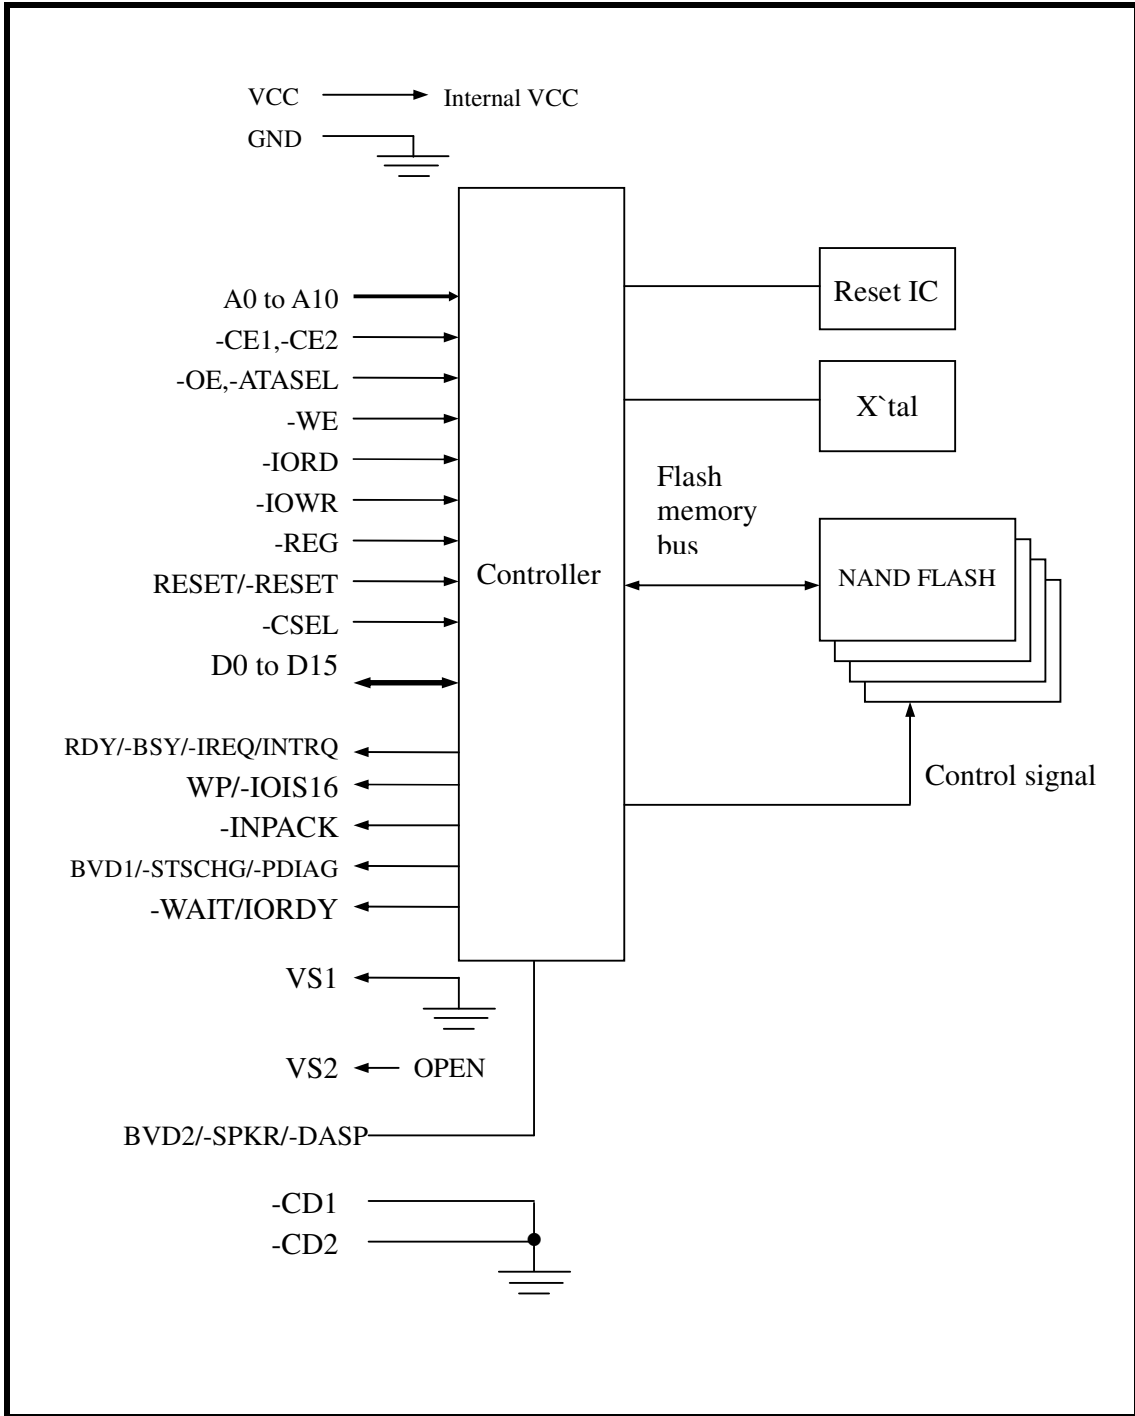 VCC
Internal VCC
GND
A0 to A10
-CE1,-CE2
-OE,-ATASEL
-WE
-IORD
-IOWR
-REG
RESET/-RESET
-CSEL
D0 to D15
RDY/-BSY/-IREQ/INTRQ
WP/-IOIS16
-INPACK
BVD1/-STSCHG/-PDIAG
-WAIT/IORDY
VS1
VS2
OPEN
BVD2/-SPKR/-DASP
-CD1
-CD2
Controller
Reset IC
X`tal
Flash
memory
bus
NAND FLASH
Control signal